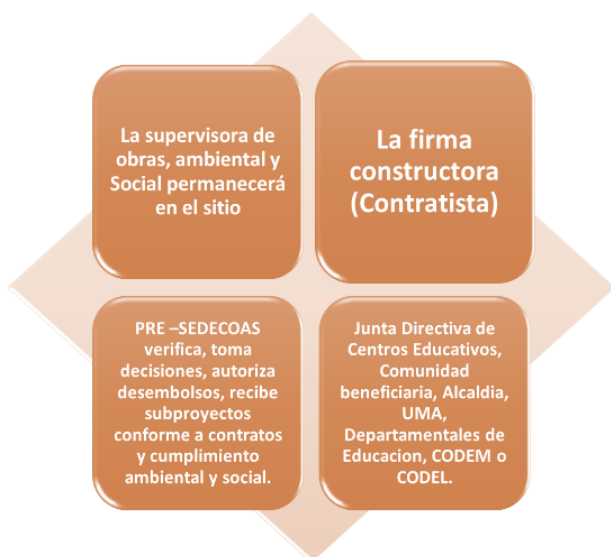 La supervisora de
obras, ambiental y
Social permanecerá
en el sitio
La firma
constructora
(Contratista)
PRE –SEDECOAS
verifica, toma
decisiones, autoriza
desembolsos, recibe
subproyectos
conforme a contratos
y cumplimiento
ambiental y social.
Junta Directiva de
Centros Educativos,
Comunidad
beneficiaria, Alcaldia,
UMA,
Departamentales de
Educacion, CODEM o
CODEL.